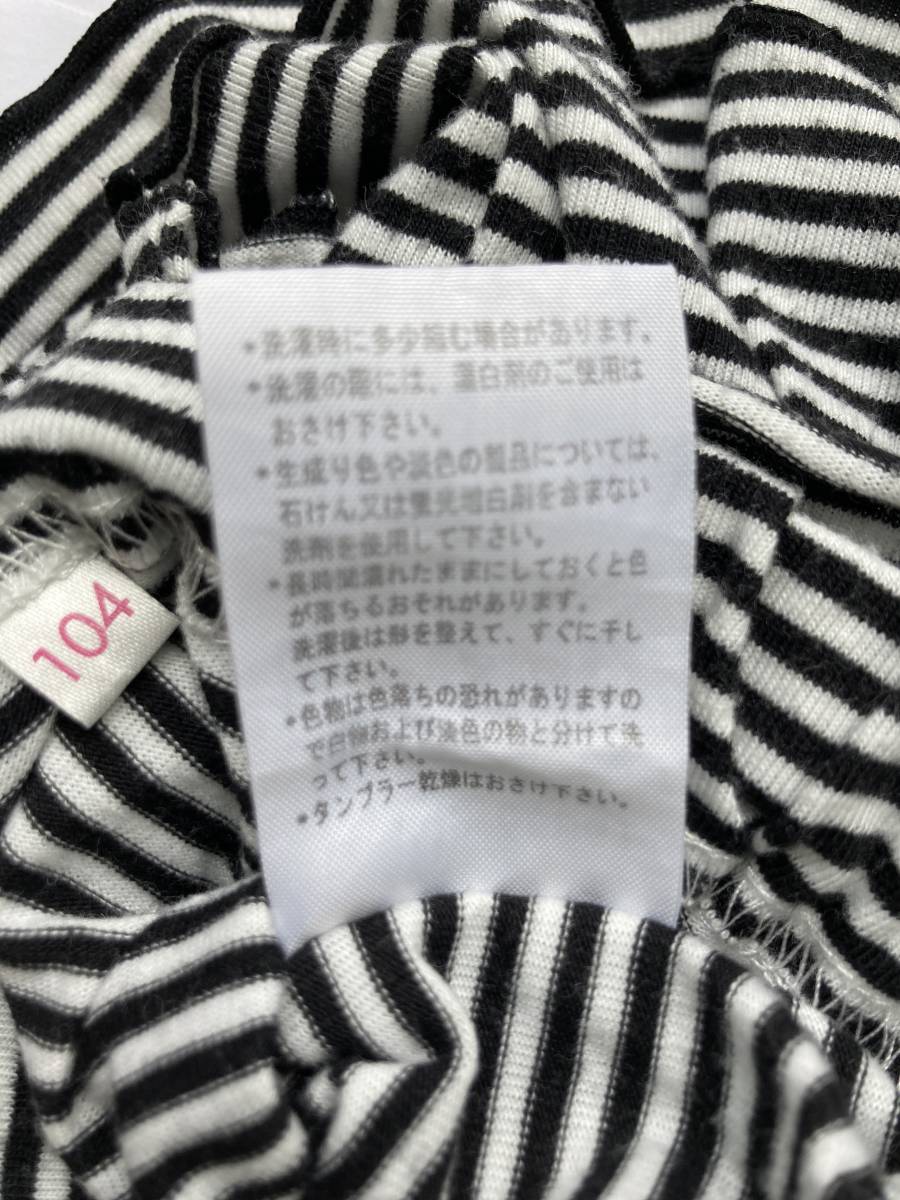 •洗濯時に多少縮む場合があります。
•洗濯の際には、漂白剤のご使用は
おさけ下さい。
•生成り色や淡色の製品については、
石けん又は蛍光増白剤を含まない
洗剤を使用して下さい。
•長時間濡れたままにしておくと色
が落ちるおそれがあります。
洗濯後は形を整えて、すぐに干し
て下さい。
•色物は色落ちの恐れがありますの
で白物および淡色の物と分けて洗
って下さい。
•タンブラー乾燥はおさけ下さい。
104